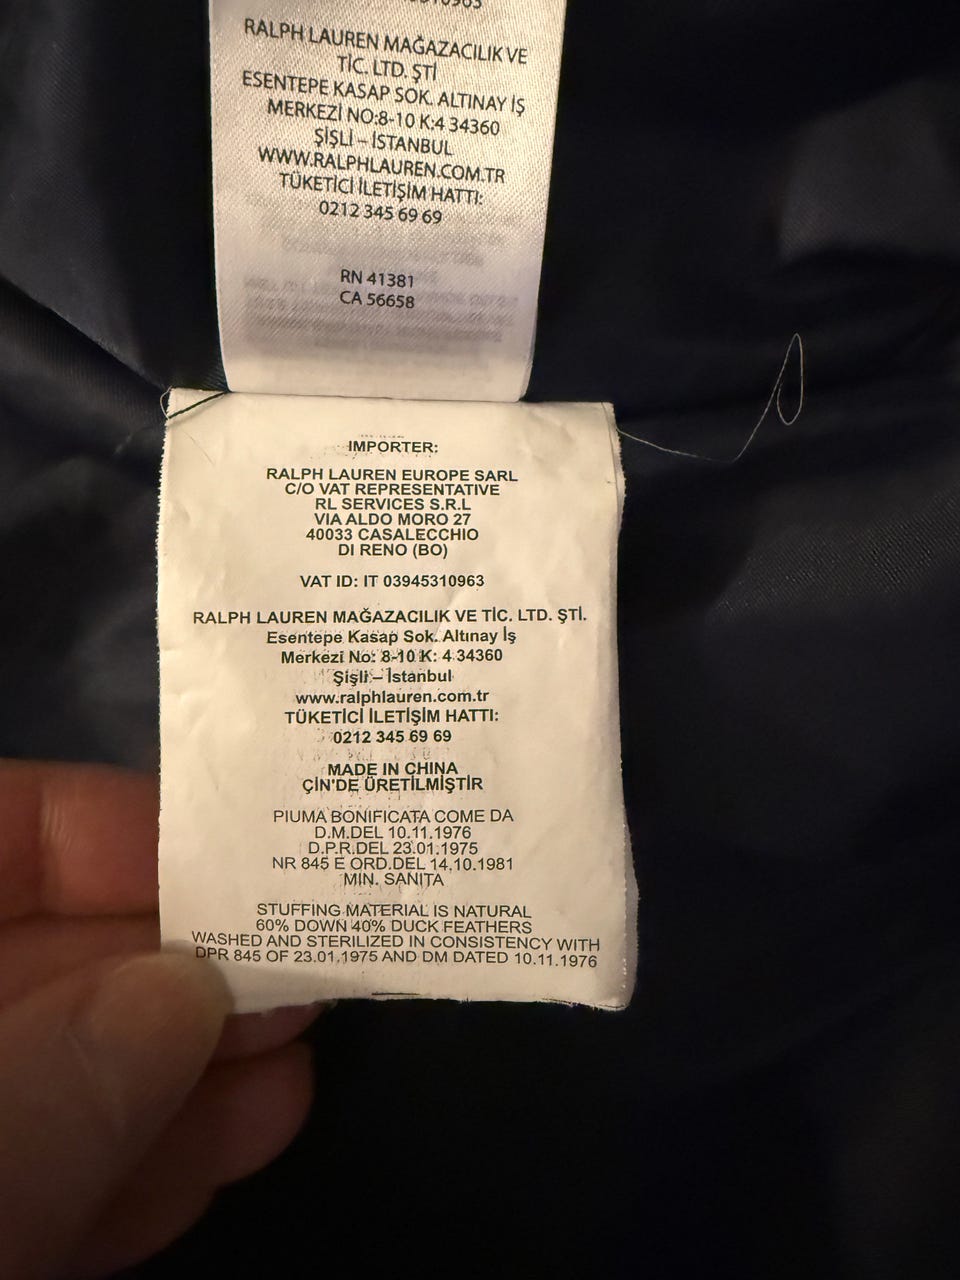 RALPH LAUREN MAĞAZACILIK VE
TİC. LTD. ŞTİ
ESENTEPE KASAP SOK. ALTINAY İŞ
MERKEZİ NO:8-10 K:4 34360
ŞİŞLİ – İSTANBUL
WWW.RALPHLAUREN.COM.TR
TÜKETİCİ İLETİŞİM HATTI:
0212 345 69 69
RN 41381
CA 56658
IMPORTER:
RALPH LAUREN EUROPE SARL
C/O VAT REPRESENTATIVE
RL SERVICES S.R.L
VIA ALDO MORO 27
40033 CASALECCHIO
DI RENO (BO)
VAT ID: IT 03945310963
RALPH LAUREN MAĞAZACILIK VE TİC. LTD. ŞTİ.
Esentepe Kasap Sok. Altınay İş
Merkezi No: 8-10 K: 4 34360
Şişli – İstanbul
www.ralphlauren.com.tr
TÜKETİCİ İLETİŞİM HATTI:
0212 345 69 69
MADE IN CHINA
ÇİN'DE ÜRETİLMİŞTİR
PIUMA BONIFICATA COME DA
D.M.DEL 10.11.1976
D.P.R.DEL 23.01.1975
NR 845 E ORD.DEL 14.10.1981
MIN. SANITA
STUFFING MATERIAL IS NATURAL
60% DOWN 40% DUCK FEATHERS
WASHED AND STERILIZED IN CONSISTENCY WITH
DPR 845 OF 23.01.1975 AND DM DATED 10.11.1976